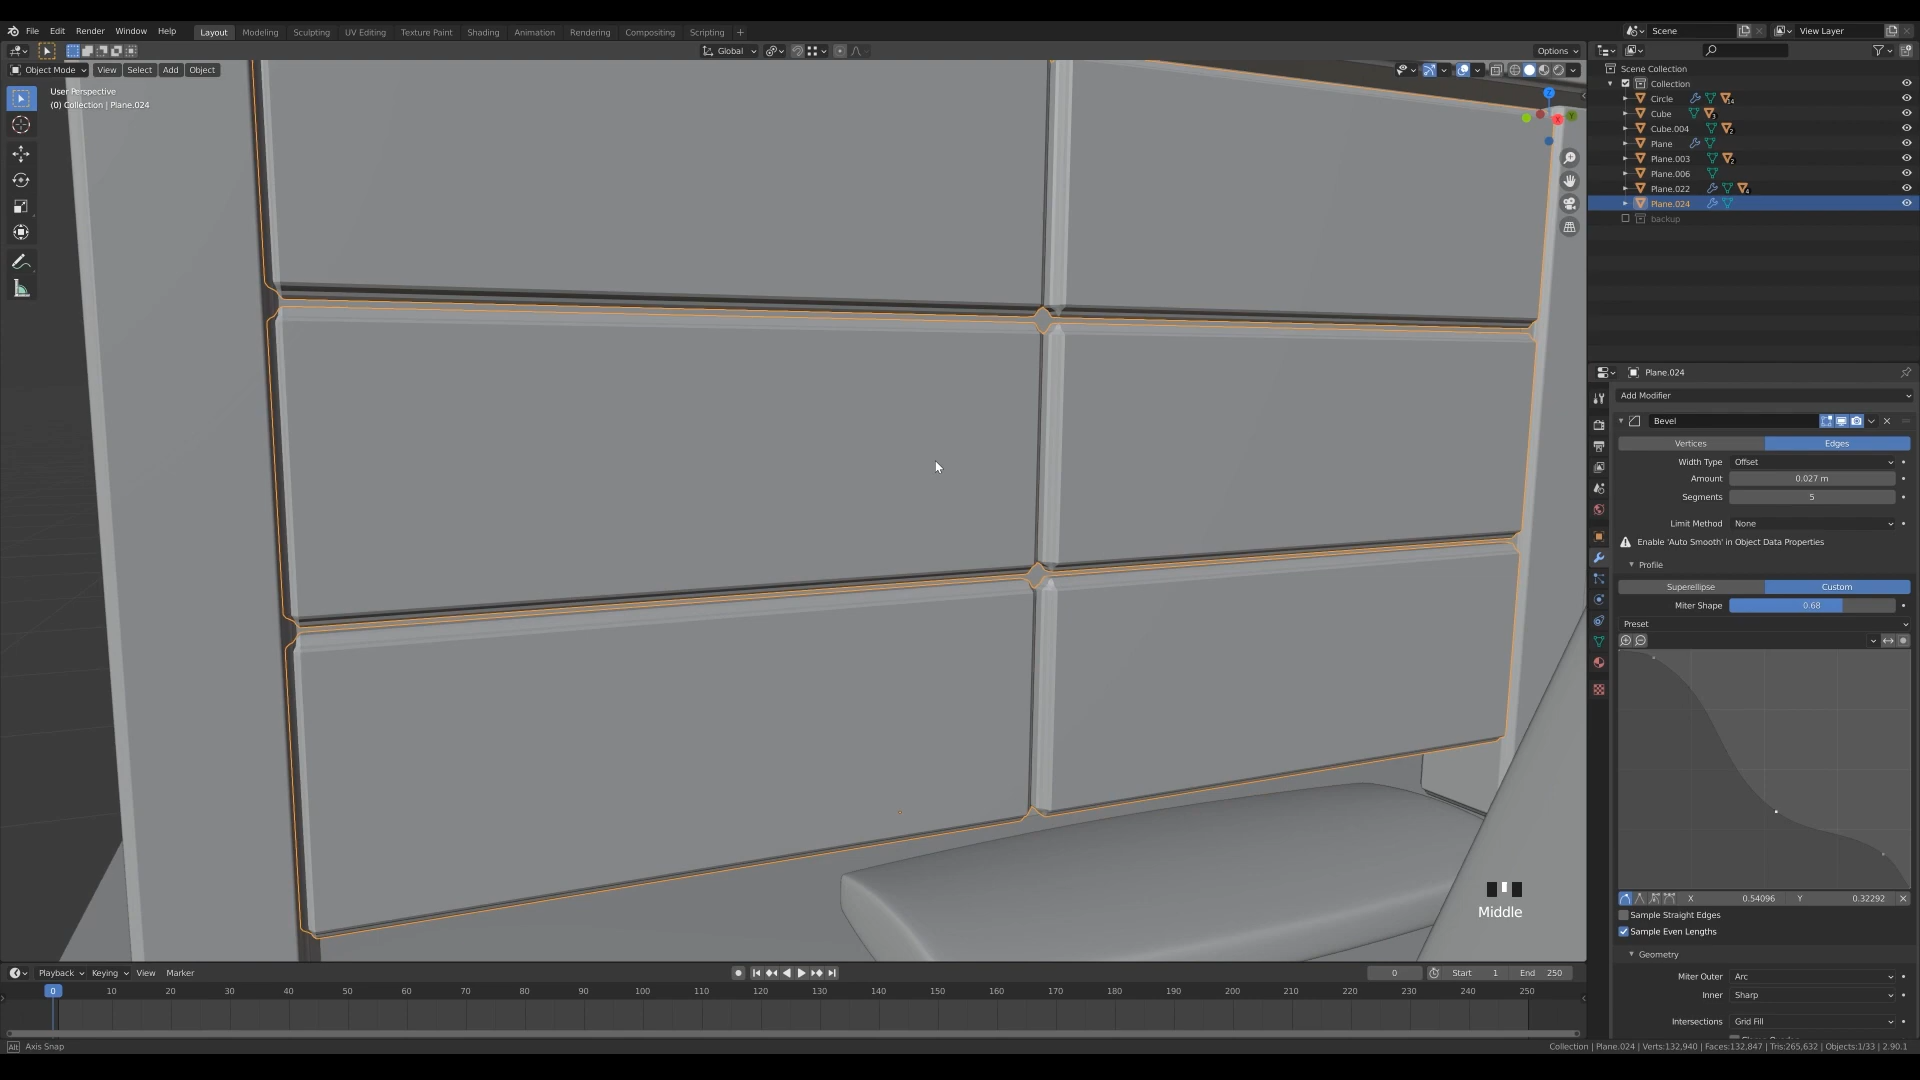 File Edit Render Window Help Layout Modeling Sculpting UV Editing Texture Paint Shading Animation Rendering Compositing Scripting + Scene View Layer
Global Options
Object Mode View Select Add Object
User Perspective
(0) Collection | Plane.024
Scene Collection
Collection
Circle 14
Cube 3
Cube.004 2
Plane
Plane.003 2
Plane.006
Plane.022 4
Plane.024
backup
Z
Y
X
Plane.024
Add Modifier
Bevel
Vertices Edges
Width Type Offset
Amount 0.027 m
Segments 5
Limit Method None
Enable 'Auto Smooth' in Object Data Properties
Profile
Superellipse Custom
Miter Shape 0.68
Preset
X 0.54096 Y 0.32292
Sample Straight Edges
Sample Even Lengths
Geometry
Miter Outer Arc
Inner Sharp
Intersections Grid Fill
Middle
Playback Keying View Marker 0 Start 1 End 250
0 10 20 30 40 50 60 70 80 90 100 110 120 130 140 150 160 170 180 190 200 210 220 230 240 250
Alt Axis Snap
Collection | Plane.024 | Verts:132,940 | Faces:132,847 | Tris:265,632 | Objects:1/33 | 2.90.1